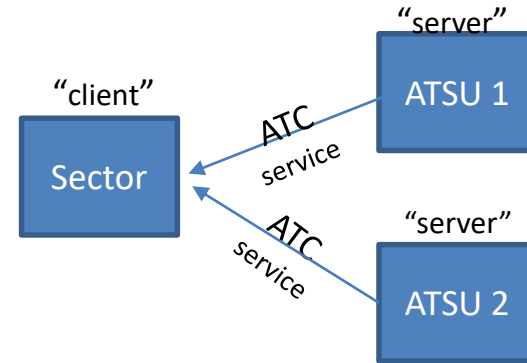 “server”
ATSU 1
“client”
Sector
ATC
service
ATC
service
“server”
ATSU 2